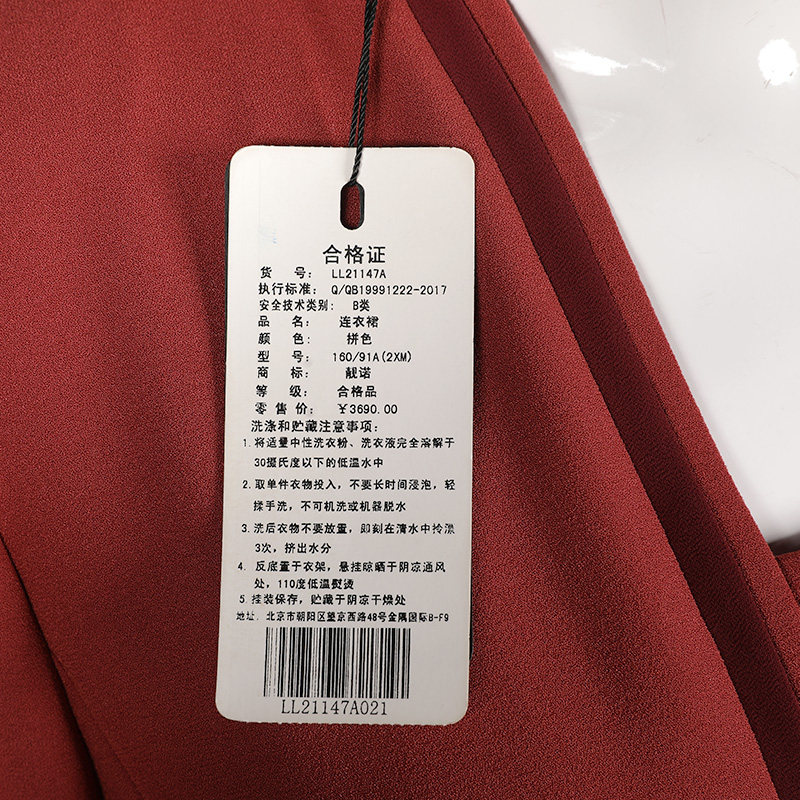 合格证
货 号: LL21147A
执行标准: Q/QB19991222-2017
安全技术类别: B类
品 名: 连衣裙
颜 色: 拼色
型 号: 160/91A(2XM)
商 标: 靓诺
等 级: 合格品
零 售 价: ¥3690.00
洗涤和贮藏注意事项:
1. 将适量中性洗衣粉、洗衣液完全溶解于
30摄氏度以下的低温水中
2. 取单件衣物投入，不要长时间浸泡，轻
揉手洗，不可机洗或机器脱水
3. 洗后衣物不要放置，即刻在清水中拎漂
3次，挤出水分
4. 反底置于衣架，悬挂晾晒于阴凉通风
处，110度低温熨烫
5. 挂装保存，贮藏于阴凉干燥处
地址: 北京市朝阳区望京西路48号金隅国际B-F9
LL21147A021